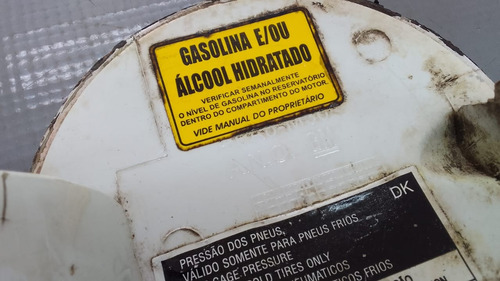 GASOLINA E/OU
ÁLCOOL HIDRATADO
VERIFICAR SEMANALMENTE
O NÍVEL DE GASOLINA NO RESERVATÓRIO
DENTRO DO COMPARTIMENTO DO MOTOR.
VIDE MANUAL DO PROPRIETÁRIO
DK
PRESSÃO DOS PNEUS,
VÁLIDO SOMENTE PARA PNEUS FRIOS
PRESSURE
COLD TIRES ONLY
FRIOS